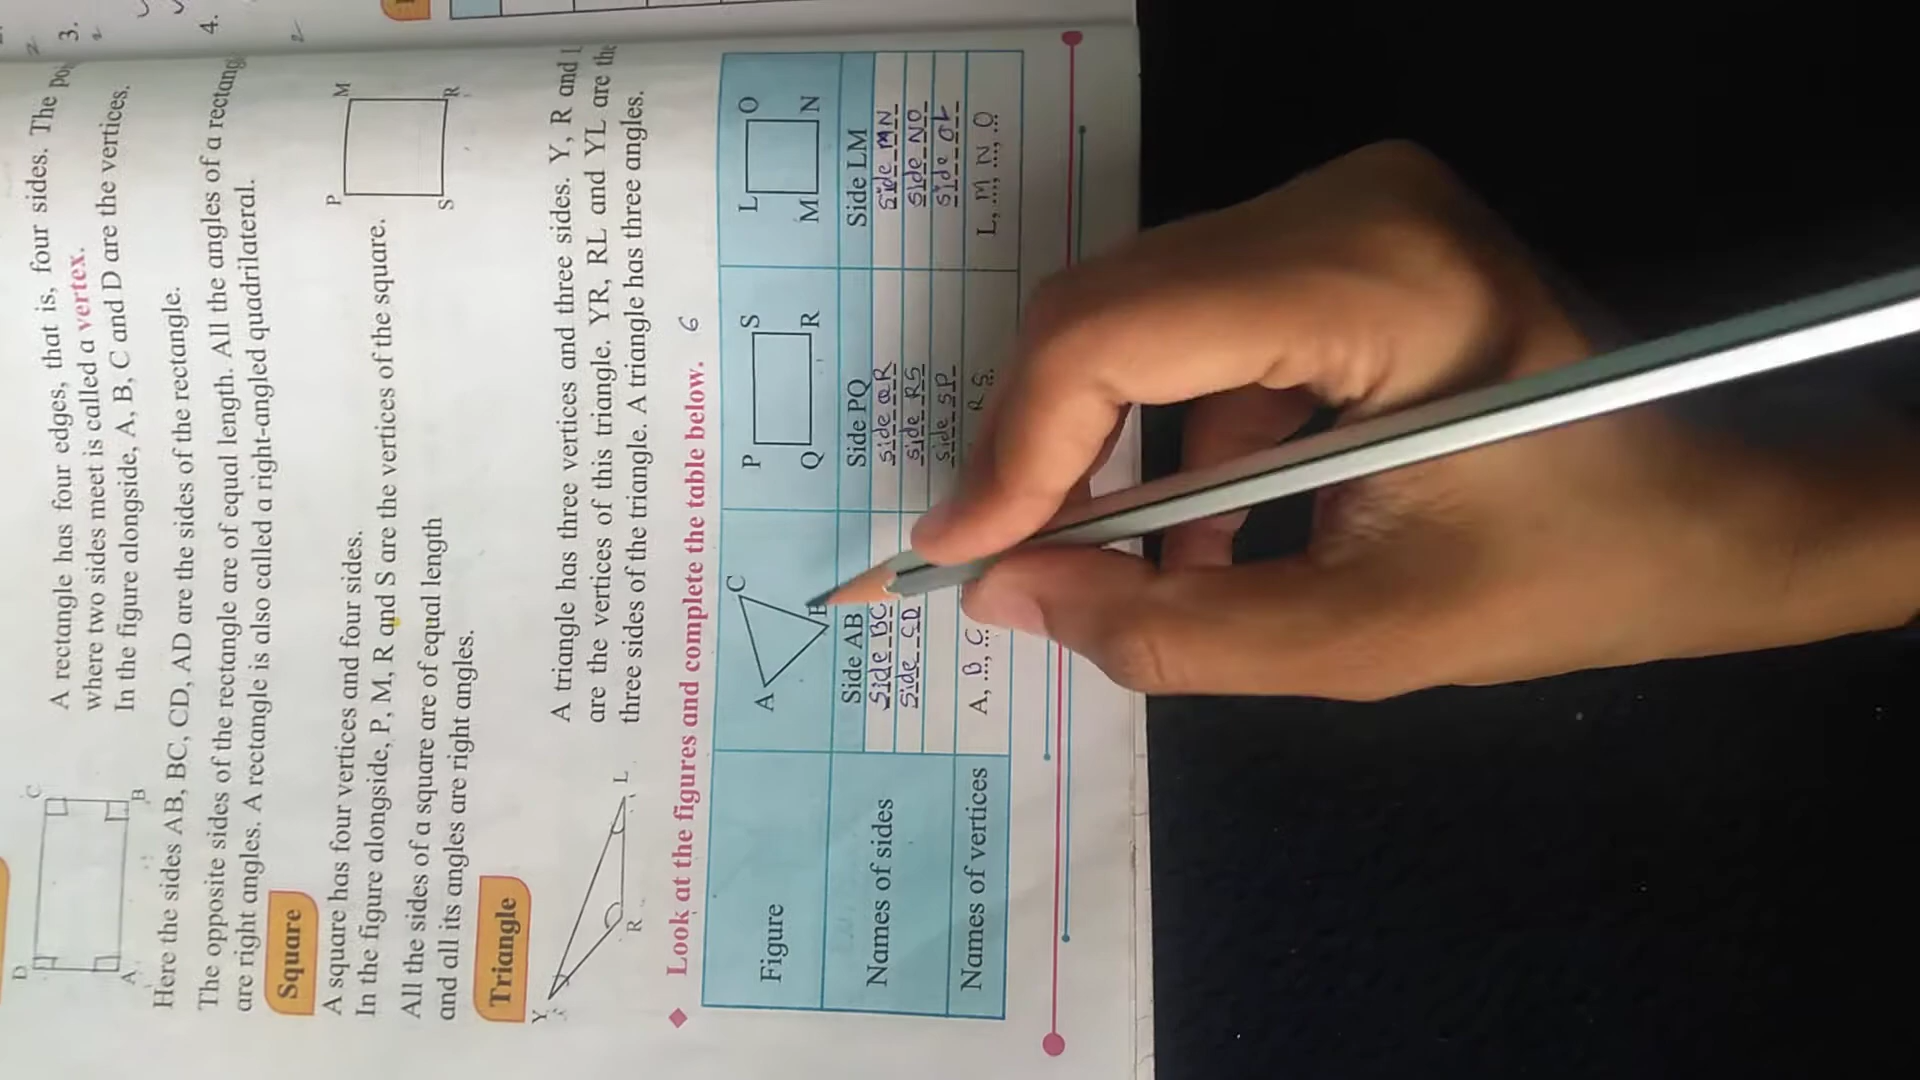 3.
4.
A rectangle has four edges, that is, four sides. The
where two sides meet is called a vertex.
In the figure alongside, A, B, C and D are the vertices.
D C
A B
Here the sides AB, BC, CD, AD are the sides of the rectangle.
The opposite sides of the rectangle are of equal length. All the angles of a
are right angles. A rectangle is also called a right-angled quadrilateral.
Square
A square has four vertices and four sides.
In the figure alongside, P, M, R and S are the vertices of the square.
All the sides of a square are of equal length
and all its angles are right angles.
P M
S R
Triangle
A triangle has three vertices and three sides. Y, R and
are the vertices of this triangle. YR, RL and YL are the
three sides of the triangle. A triangle has three angles.
Y
R L
◆ Look at the figures and complete the table below. 6
Figure A C P S L O
Q R M N
Names of sides Side AB Side PQ Side LM
Side BC Side QR Side MN
Side CD Side RS Side NO
Side SP Side OL
Names of vertices A, B, C R S L, M, N, O